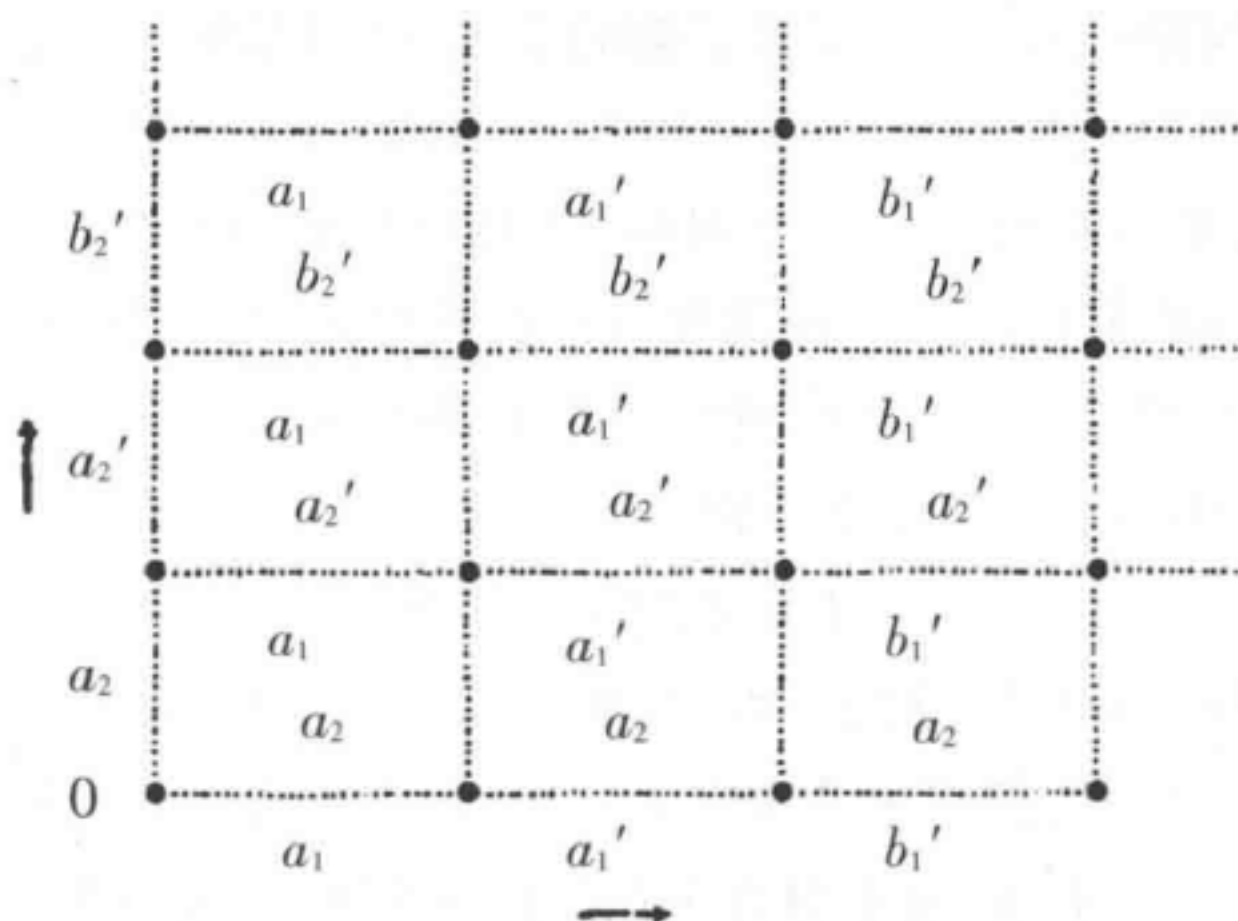 a₁ a₁′ b₁′
b₂′
b₂′ b₂′ b₂′
a₁ a₁′ b₁′
a₂′
a₂′ a₂′ a₂′
a₁ a₁′ b₁′
a₂
a₂ a₂ a₂
0
a₁ a₁′ b₁′